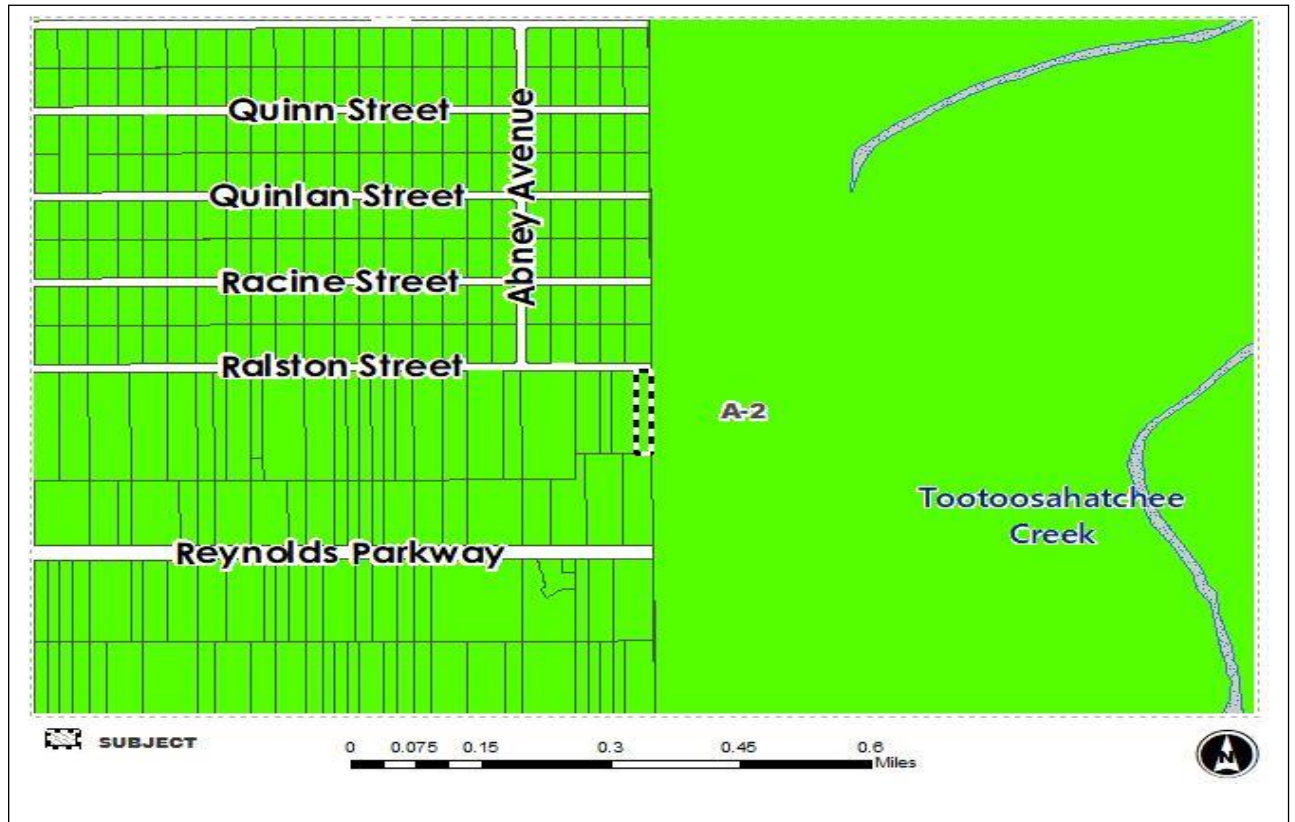 Quinn Street
Abney Avenue
Quinlan Street
Racine Street
Ralston Street
A-2
Tootoosahatchee
Creek
Reynolds Parkway
SUBJECT
0 0.075 0.15 0.3 0.45 0.6
Miles
N